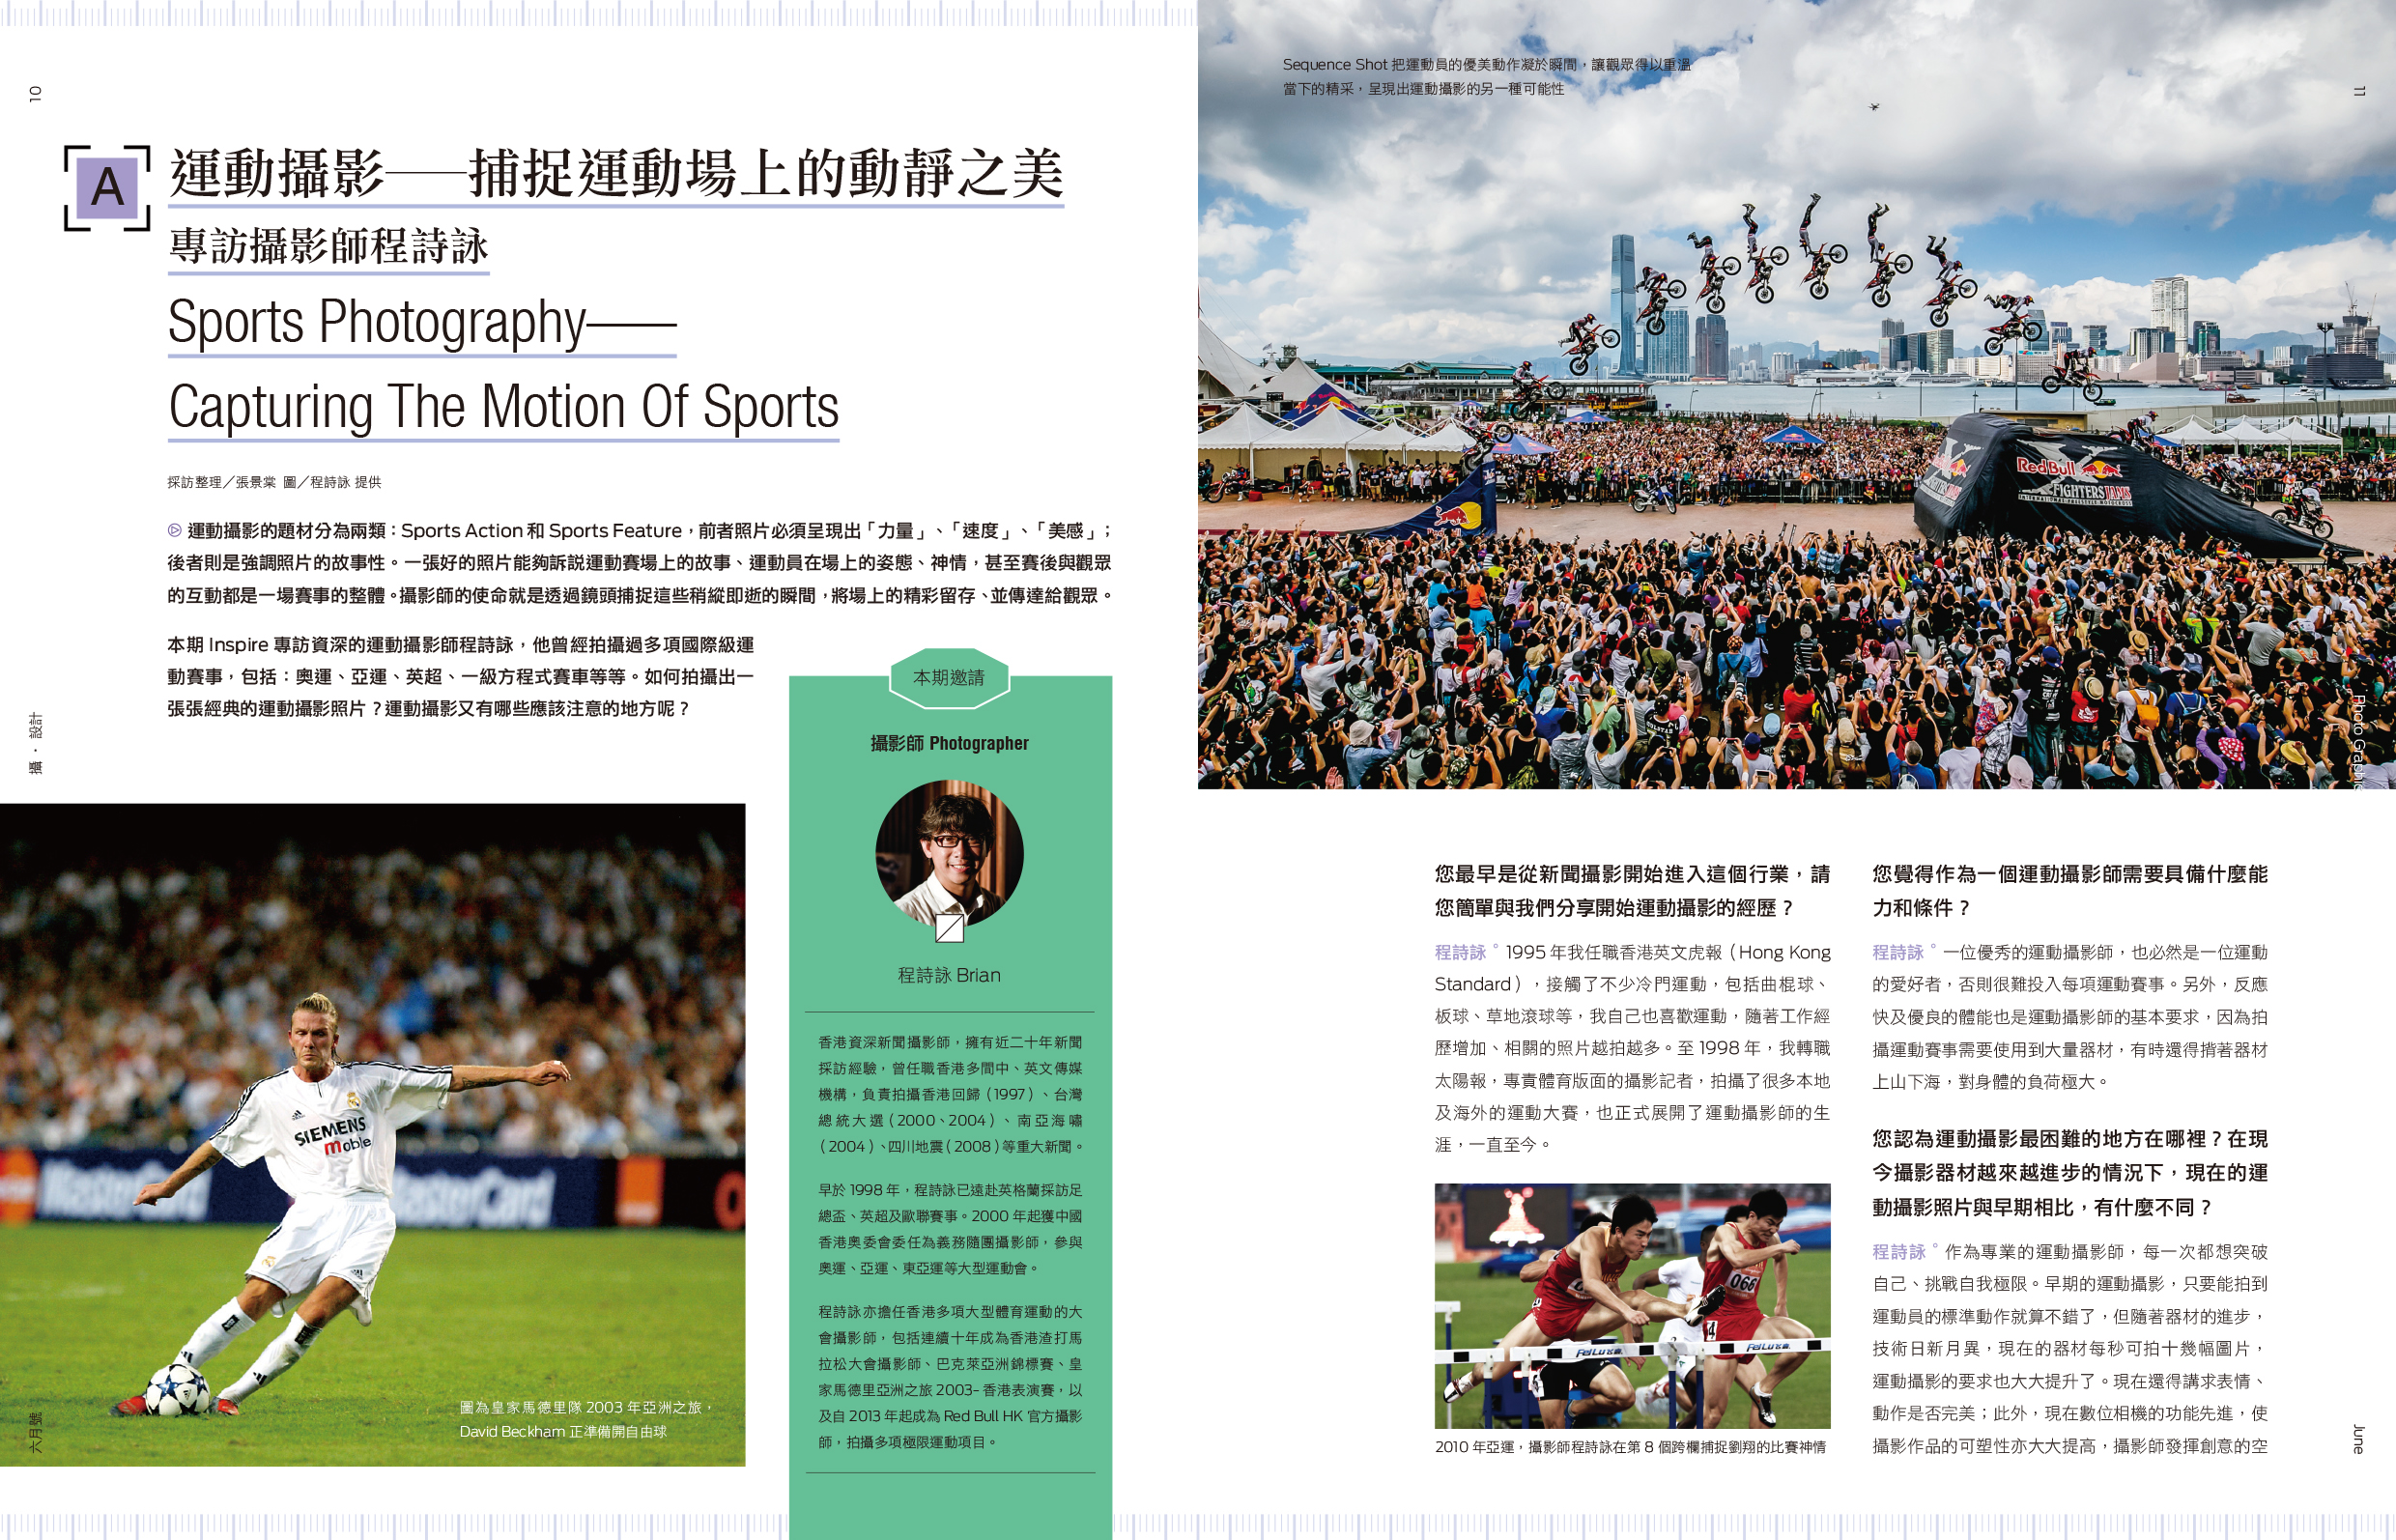 10
A
運動攝影——捕捉運動場上的動靜之美
專訪攝影師程詩詠
Sports Photography——
Capturing The Motion Of Sports
採訪整理／張景棠 圖／程詩詠 提供
運動攝影的題材分為兩類：Sports Action 和 Sports Feature，前者照片必須呈現出「力量」、「速度」、「美感」；
後者則是強調照片的故事性。一張好的照片能夠訴說運動賽場上的故事、運動員在場上的姿態、神情，甚至賽後與觀眾
的互動都是一場賽事的整體。攝影師的使命就是透過鏡頭捕捉這些稍縱即逝的瞬間，將場上的精彩留存、並傳達給觀眾。
本期 Inspire 專訪資深的運動攝影師程詩詠，他曾經拍攝過多項國際級運
動賽事，包括：奧運、亞運、英超、一級方程式賽車等等。如何拍攝出一
張張經典的運動攝影照片？運動攝影又有哪些應該注意的地方呢？
攝・設計
六月號
SIEMENS
mobile
MasterCard
MasterCard
圖為皇家馬德里隊 2003 年亞洲之旅，
David Beckham 正準備開自由球
本期邀請
攝影師 Photographer
程詩詠 Brian
香港資深新聞攝影師，擁有近二十年新聞
採訪經驗，曾任職香港多間中、英文傳媒
機構，負責拍攝香港回歸（1997）、台灣
總統大選（2000、2004）、南亞海嘯
（2004）、四川地震（2008）等重大新聞。
早於 1998 年，程詩詠已遠赴英格蘭採訪足
總盃、英超及歐聯賽事。2000 年起獲中國
香港奧委會委任為義務隨團攝影師，參與
奧運、亞運、東亞運等大型運動會。
程詩詠亦擔任香港多項大型體育運動的大
會攝影師，包括連續十年成為香港渣打馬
拉松大會攝影師、巴克萊亞洲錦標賽、皇
家馬德里亞洲之旅 2003- 香港表演賽，以
及自 2013 年起成為 Red Bull HK 官方攝影
師，拍攝多項極限運動項目。
Sequence Shot 把運動員的優美動作凝於瞬間，讓觀眾得以重溫
當下的精采，呈現出運動攝影的另一種可能性
11
Red Bull
Red Bull
FIGHTERS JAMS
Photo Graphic
您最早是從新聞攝影開始進入這個行業，請
您簡單與我們分享開始運動攝影的經歷？
程詩詠° 1995 年我任職香港英文虎報（Hong Kong
Standard），接觸了不少冷門運動，包括曲棍球、
板球、草地滾球等，我自己也喜歡運動，隨著工作經
歷增加、相關的照片越拍越多。至 1998 年，我轉職
太陽報，專責體育版面的攝影記者，拍攝了很多本地
及海外的運動大賽，也正式展開了運動攝影師的生
涯，一直至今。
066
FeiLu飞鹿
FeiLu飞鹿
2010 年亞運，攝影師程詩詠在第 8 個跨欄捕捉劉翔的比賽神情
您覺得作為一個運動攝影師需要具備什麼能
力和條件？
程詩詠° 一位優秀的運動攝影師，也必然是一位運動
的愛好者，否則很難投入每項運動賽事。另外，反應
快及優良的體能也是運動攝影師的基本要求，因為拍
攝運動賽事需要使用到大量器材，有時還得揹著器材
上山下海，對身體的負荷極大。
您認為運動攝影最困難的地方在哪裡？在現
今攝影器材越來越進步的情況下，現在的運
動攝影照片與早期相比，有什麼不同？
程詩詠° 作為專業的運動攝影師，每一次都想突破
自己、挑戰自我極限。早期的運動攝影，只要能拍到
運動員的標準動作就算不錯了，但隨著器材的進步，
技術日新月異，現在的器材每秒可拍十幾幅圖片，
運動攝影的要求也大大提升了。現在還得講求表情、
動作是否完美；此外，現在數位相機的功能先進，使
攝影作品的可塑性亦大大提高，攝影師發揮創意的空
June